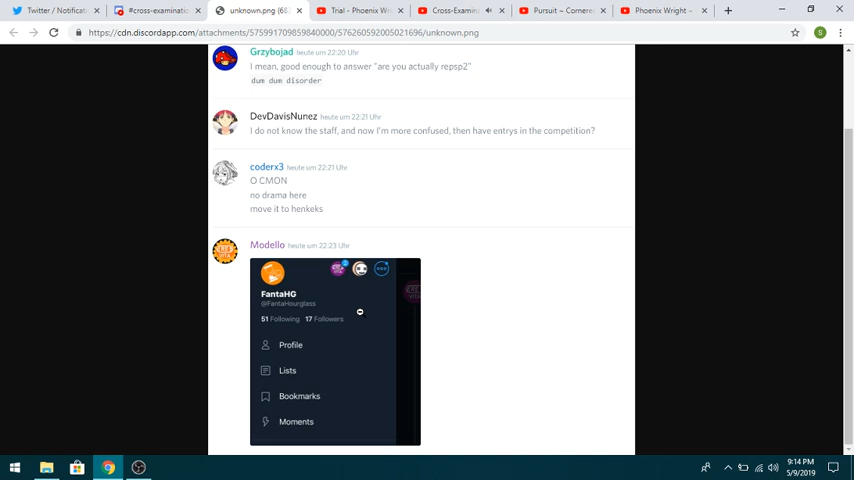 Twitter / Notificat
#cross-examinatio
unknown.png (68
Trial - Phoenix Wr
Cross-Examin
Pursuit ~ Cornere
Phoenix Wright ~
https://cdn.discordapp.com/attachments/575991709859840000/576260592005021696/unknown.png
S
Grzybojad heute um 22:20 Uhr
I mean, good enough to answer "are you actually repsp2"
dum dum disorder
DevDavisNunez heute um 22:21 Uhr
I do not know the staff, and now I'm more confused, then have entrys in the competition?
coderx3 heute um 22:21 Uhr
O CMON
no drama here
move it to henkeks
Modello heute um 22:23 Uhr
2
FantaHG
@FantaHourglass
51 Following 17 Followers
Profile
Lists
Bookmarks
Moments
9:14 PM
5/9/2019